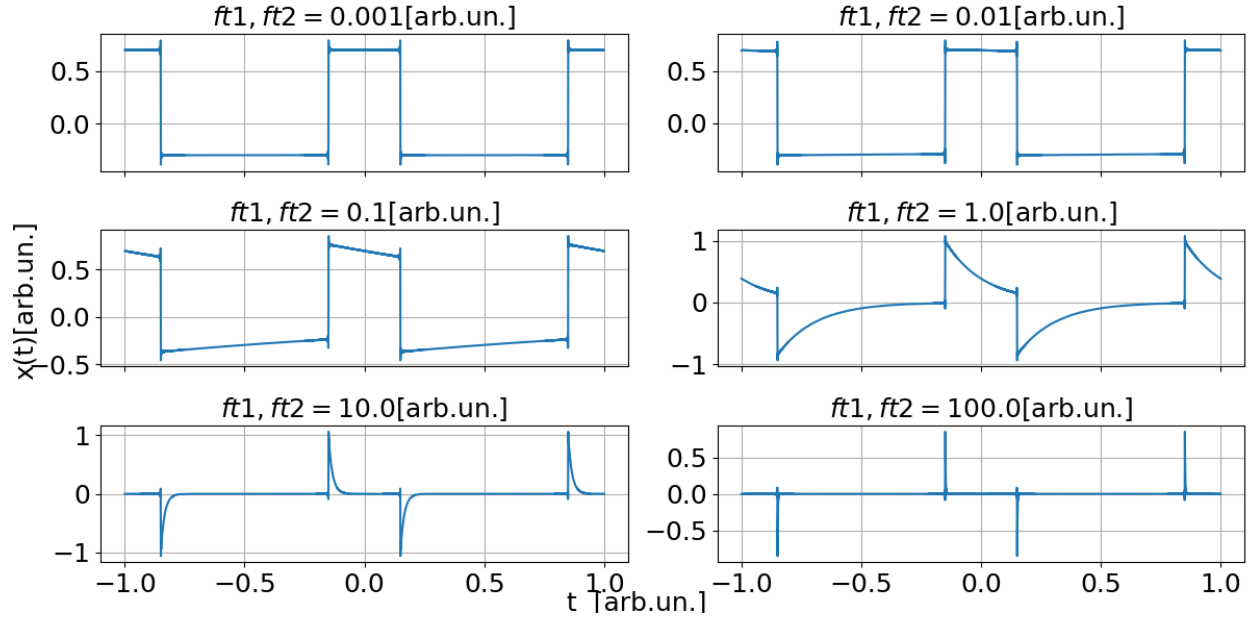 ft1, ft2 = 0.001[arb.un.]
ft1, ft2 = 0.01[arb.un.]
0.5
0.0
0.5
0.0
ft1, ft2 = 0.1[arb.un.]
ft1, ft2 = 1.0[arb.un.]
x(t)[arb.un.]
0.5
0.0
−0.5
1
0
−1
ft1, ft2 = 10.0[arb.un.]
ft1, ft2 = 100.0[arb.un.]
1
0
−1
0.5
0.0
−0.5
−1.0 −0.5 0.0 0.5 1.0
−1.0 −0.5 0.0 0.5 1.0
t [arb.un.]